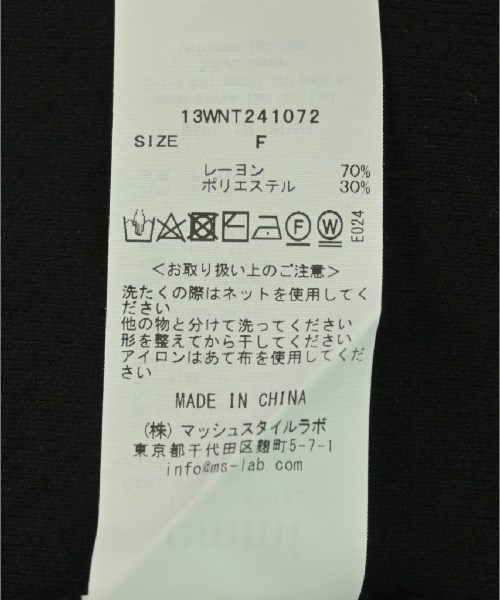 13WNT241072
SIZE F
レーヨン 70%
ポリエステル 30%
F W E024
<お取り扱い上のご注意>
洗たくの際はネットを使用してく
ださい
他の物と分けて洗ってください
形を整えてから干してください
アイロンはあて布を使用してくだ
さい
MADE IN CHINA
(株) マッシュスタイルラボ
東京都千代田区麹町5-7-1
info@ms-lab.com